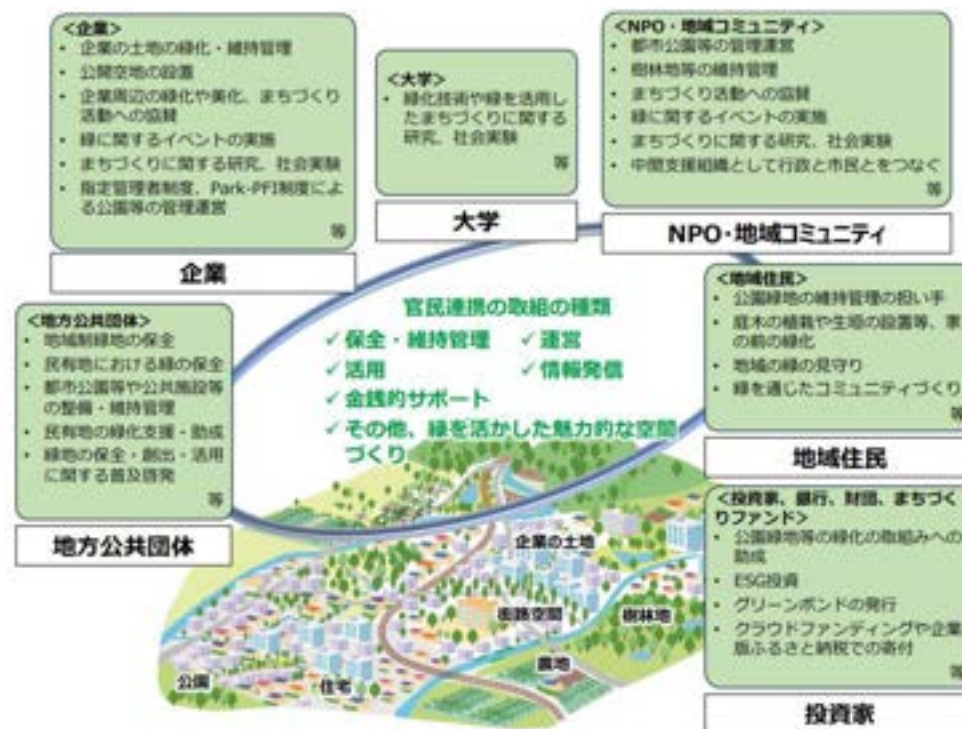 <企業>
• 企業の土地の緑化・維持管理
• 公開空地の設置
• 企業周辺の緑化や美化、まちづくり
活動への協賛
• 緑に関するイベントの実施
• まちづくりに関する研究、社会実験
• 指定管理者制度、Park-PFI制度によ
る公園等の管理運営
等
企業
<大学>
• 緑化技術や緑を活用し
たまちづくりに関する
研究、社会実験
等
大学
<NPO・地域コミュニティ>
• 都市公園等の管理運営
• 樹林地等の維持管理
• まちづくり活動への協賛
• 緑に関するイベントの実施
• まちづくりに関する研究、社会実験
• 中間支援組織として行政と市民とをつなぐ
等
NPO・地域コミュニティ
<地方公共団体>
• 地域制緑地の保全
• 民有地における緑の保全
• 都市公園等や公共施設等
の整備・維持管理
• 民有地の緑化支援・助成
• 緑地の保全・創出・活用
に関する普及啓発
等
地方公共団体
官民連携の取組の種類
✓ 保全・維持管理 ✓ 運営
✓ 活用 ✓ 情報発信
✓ 金銭的サポート
✓ その他、緑を活かした魅力的な空間
づくり
<地域住民>
• 公園緑地の維持管理の担い手
• 庭木の植栽や生垣の設置等、家
の前の緑化
• 地域の緑の見守り
• 緑を通じたコミュニティづくり
等
地域住民
<投資家、銀行、財団、まちづく
りファンド>
• 公園緑地等の緑化の取組みへの
助成
• ESG投資
• グリーンボンドの発行
• クラウドファンディングや企業
版ふるさと納税での寄付
等
投資家
企業の土地
街路空間
樹林地
農地
公園
住宅